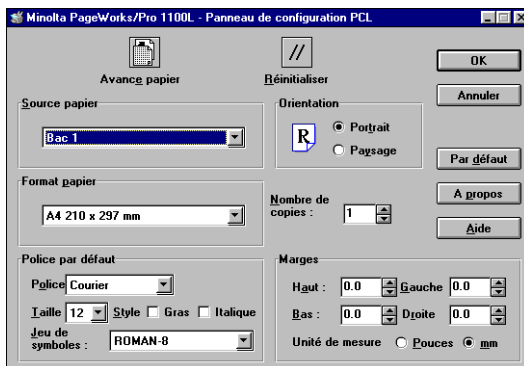 Minolta PageWorks/Pro 1100L - Panneau de configuration PCL
Avance papier
Réinitialiser
OK
Annuler
Par défaut
A propos
Aide
Source papier
Bac 1
Orientation
R
Portrait
Paysage
Format papier
A4 210 x 297 mm
Nombre de
copies :
1
Police par défaut
Police Courier
Taille 12 Style Gras Italique
Jeu de
symboles : ROMAN-8
Marges
Haut : 0.0 Gauche 0.0
Bas : 0.0 Droite 0.0
Unité de mesure Pouces mm